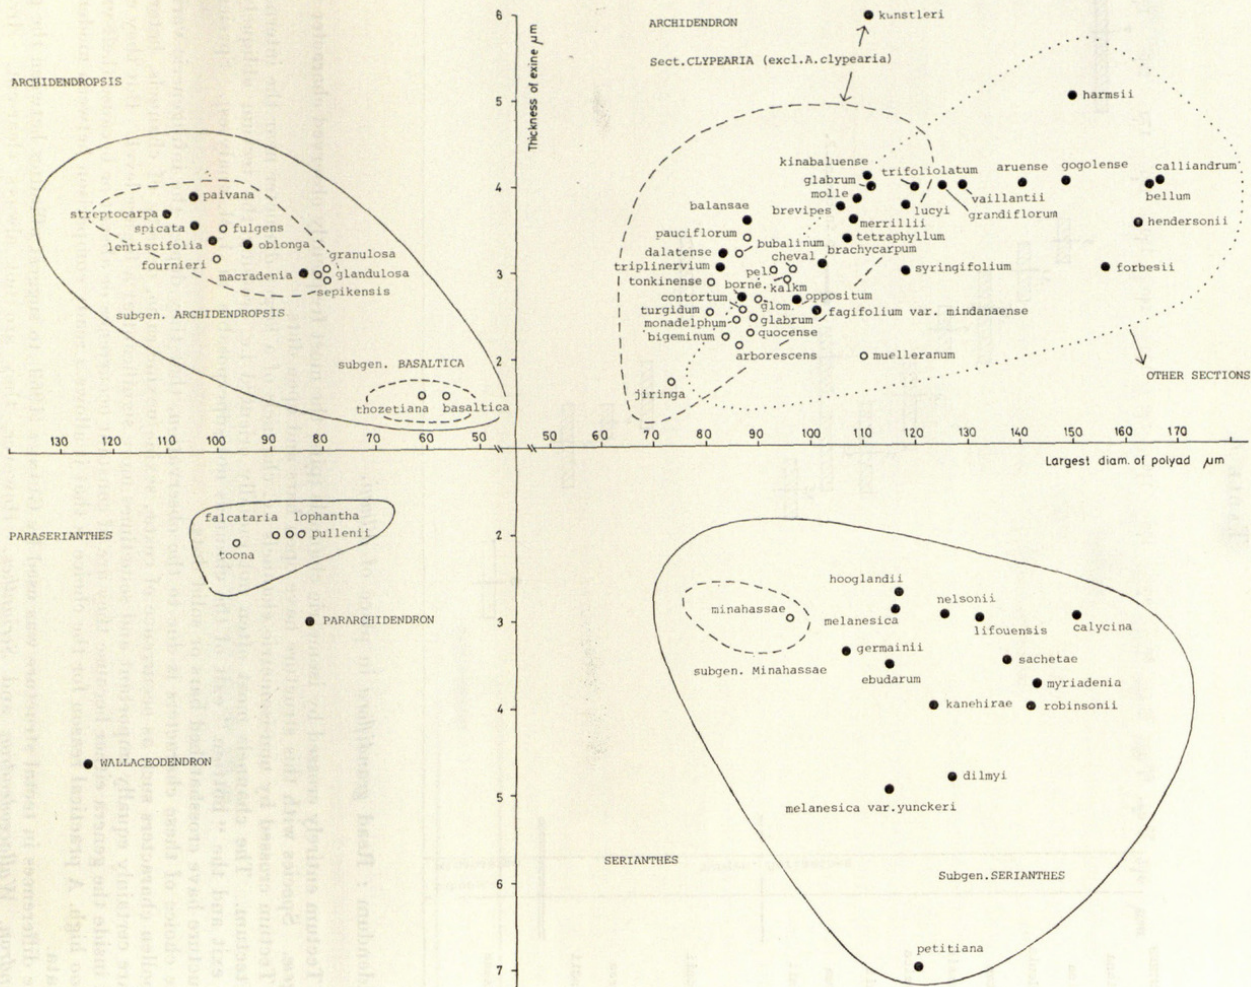 6
ARCHIDENDRON
kunstleri
Thickness of exine µm
Sect.CLYPEARIA (excl.A.clypearia)
ARCHIDENDROPSIS
5
harmsii
kinabaluense
trifoliolatum
aruense
gogolense
calliandrum
4
glabrum
vaillantii
bellum
molle
paivana
balansae
brevipes
lucyi
grandiflorum
streptocarpa
merrillii
hendersonii
spicata
fulgens
pauciflorum
tetraphyllum
lentiscifolia
oblonga
dalatense
bubalinum
brachycarpum
granulosa
cheval
fournieri
triplinervium
3
macradenia
glandulosa
pel.
syringifolium
forbesii
tonkinense
borne.
kalkm
sepikensis
contortum
oppositum
glom.
subgen. ARCHIDENDROPSIS
turgidum
fagifolium var. mindanaense
monadelphum
glabrum
bigeminum
quocense
2
arborescens
muelleranum
subgen. BASALTICA
OTHER SECTIONS
jiringa
thozetiana basaltica
130 120 110 100 90 80 70 60 50
50 60 70 80 90 100 110 120 130 140 150 160 170
Largest diam. of polyad µm
falcataria lophantha
PARASERIANTHES
pullenii
2
toona
hooglandii
nelsonii
minahassae
PARARCHIDENDRON
3
melanesica
lifouensis
calycina
germainii
sachetae
subgen. Minahassae
ebudarum
myriadenia
kanehirae
robinsonii
4
WALLACEODENDRON
dilmyi
5
melanesica var.yunckeri
SERIANTHES
Subgen.SERIANTHES
6
petitiana
7